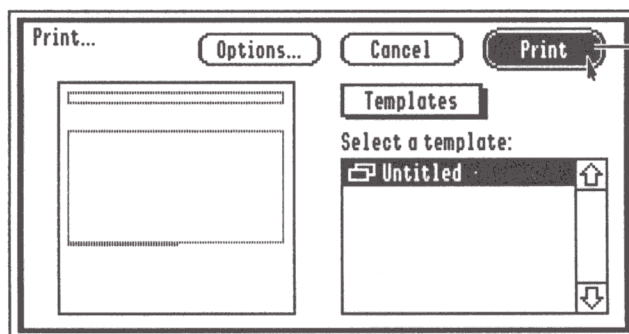 Print...
Options...
Cancel
Print
Templates
Select a template:
Untitled